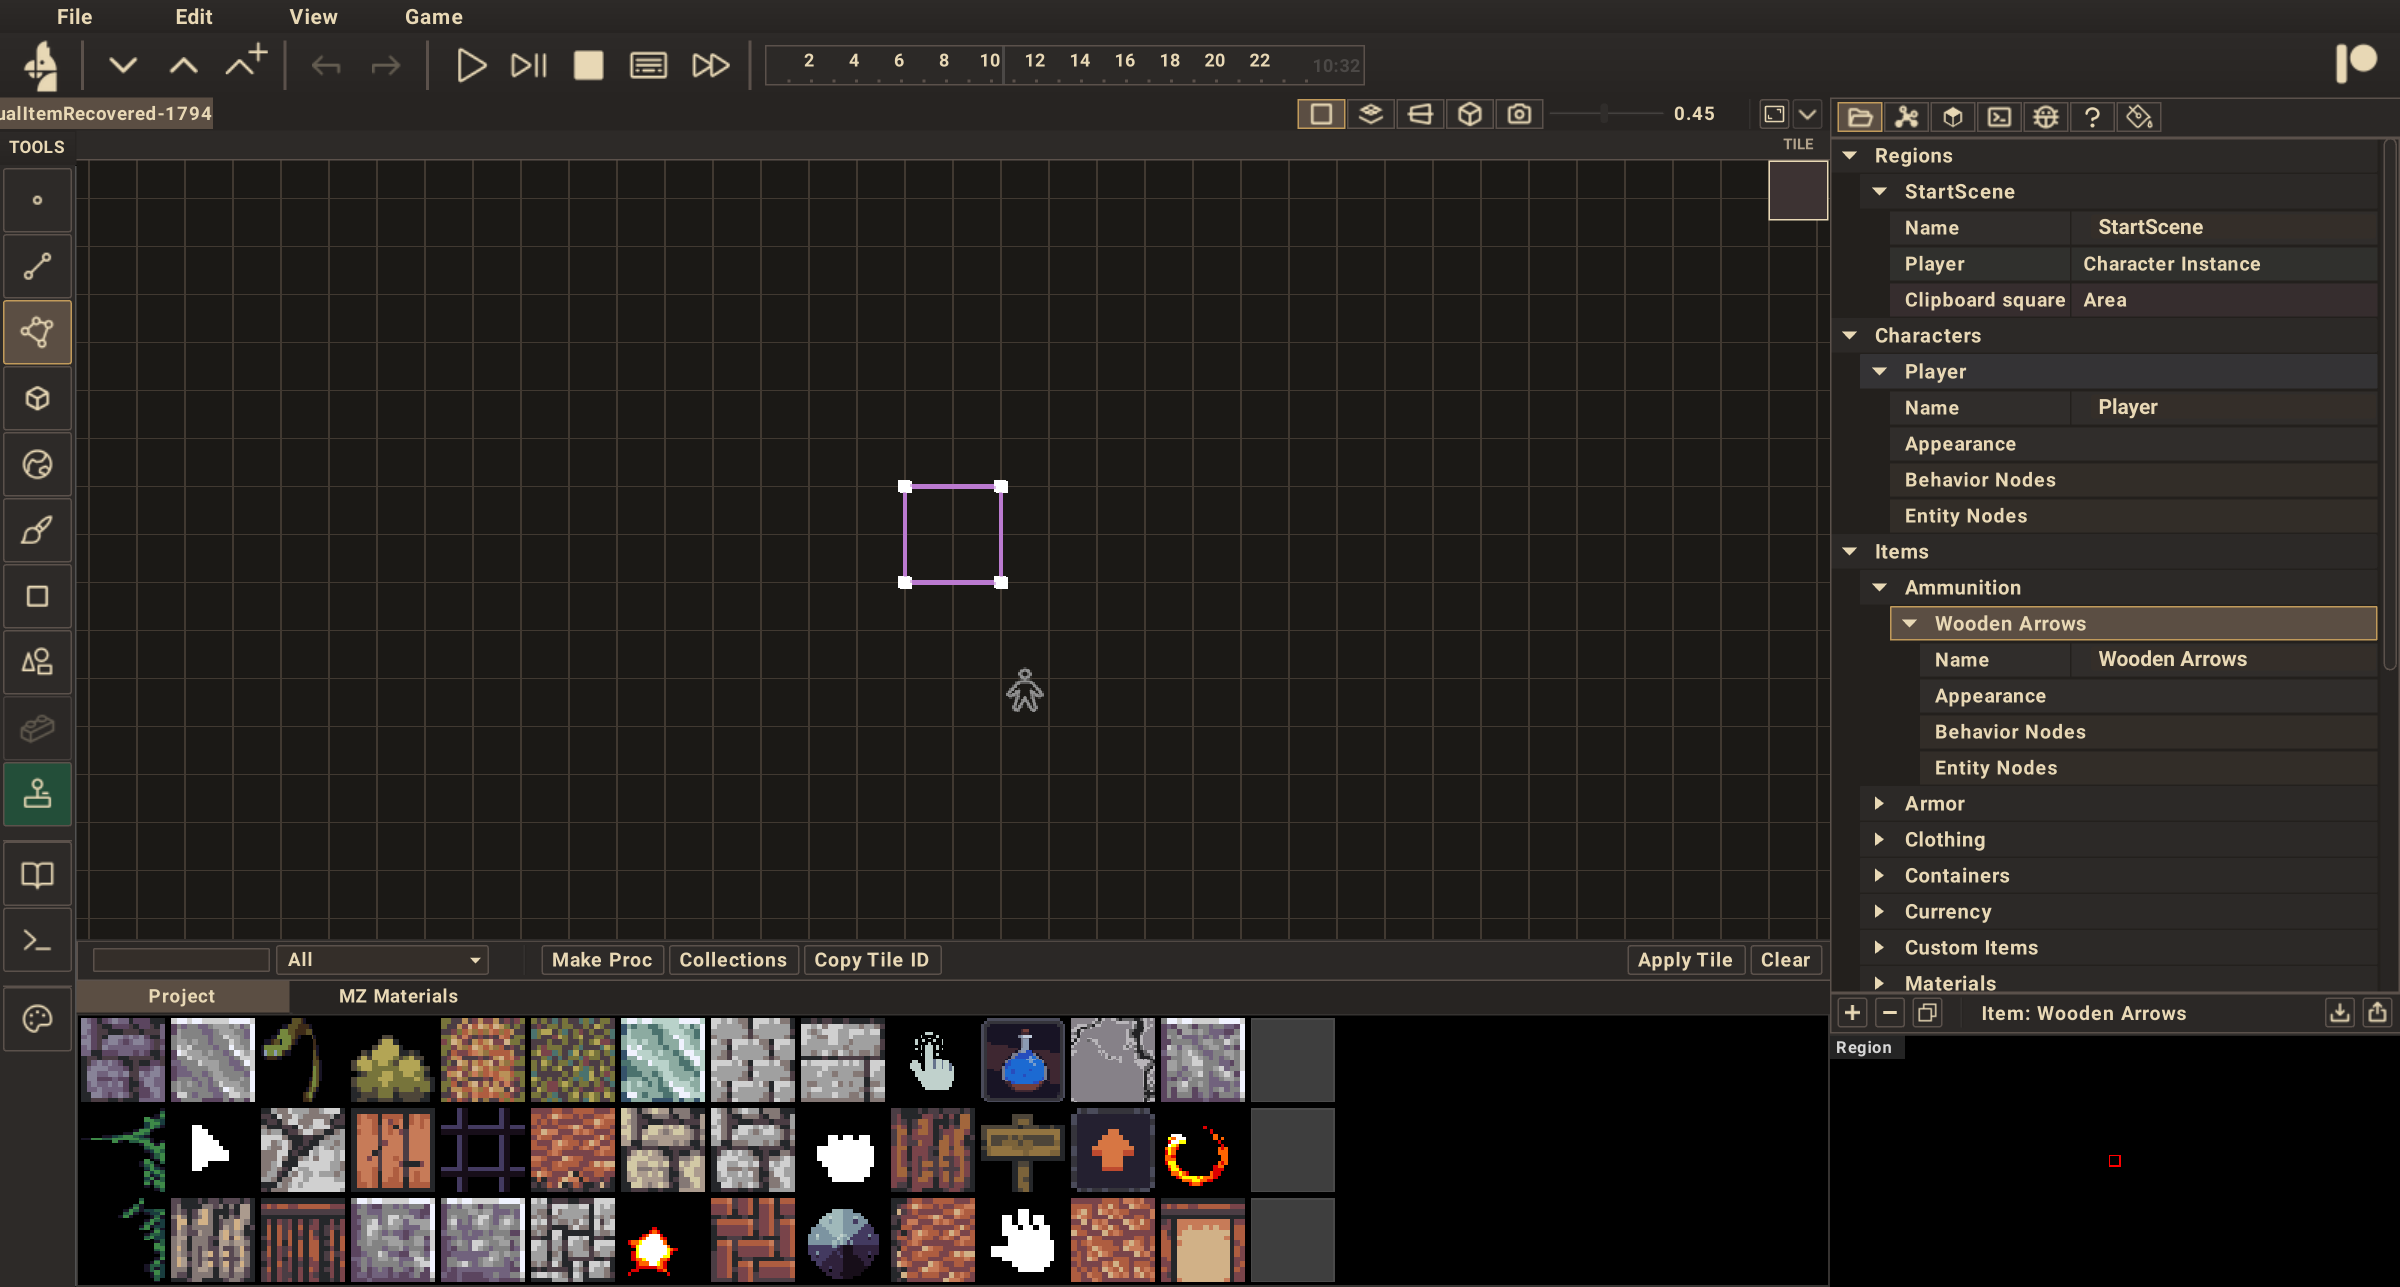 File Edit View Game
2 4 6 8 10 12 14 16 18 20 22 10:32
ualItemRecovered-1794
0.45
TOOLS
TILE
Regions
StartScene
Name StartScene
Player Character Instance
Clipboard square Area
Characters
Player
Name Player
Appearance
Behavior Nodes
Entity Nodes
Items
Ammunition
Wooden Arrows
Name Wooden Arrows
Appearance
Behavior Nodes
Entity Nodes
Armor
Clothing
Containers
Currency
Custom Items
Materials
All Make Proc Collections Copy Tile ID Apply Tile Clear
Project MZ Materials
Item: Wooden Arrows
Region